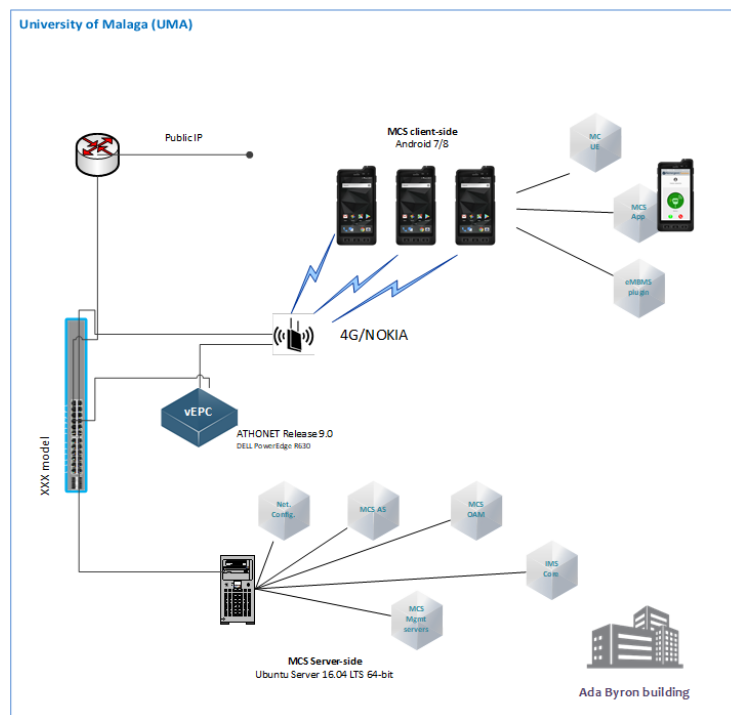 University of Malaga (UMA)
Public IP
MCS client-side
Android 7/8
MC
UE
MCS
App
eMBMS
plugin
4G/NOKIA
vEPC
ATHONET Release 9.0
DELL PowerEdge R630
XXX model
Net.
Config.
MCS AS
MCS
OAM
IMS
Core
MCS
Mgmt
servers
MCS Server-side
Ubuntu Server 16.04 LTS 64-bit
Ada Byron building